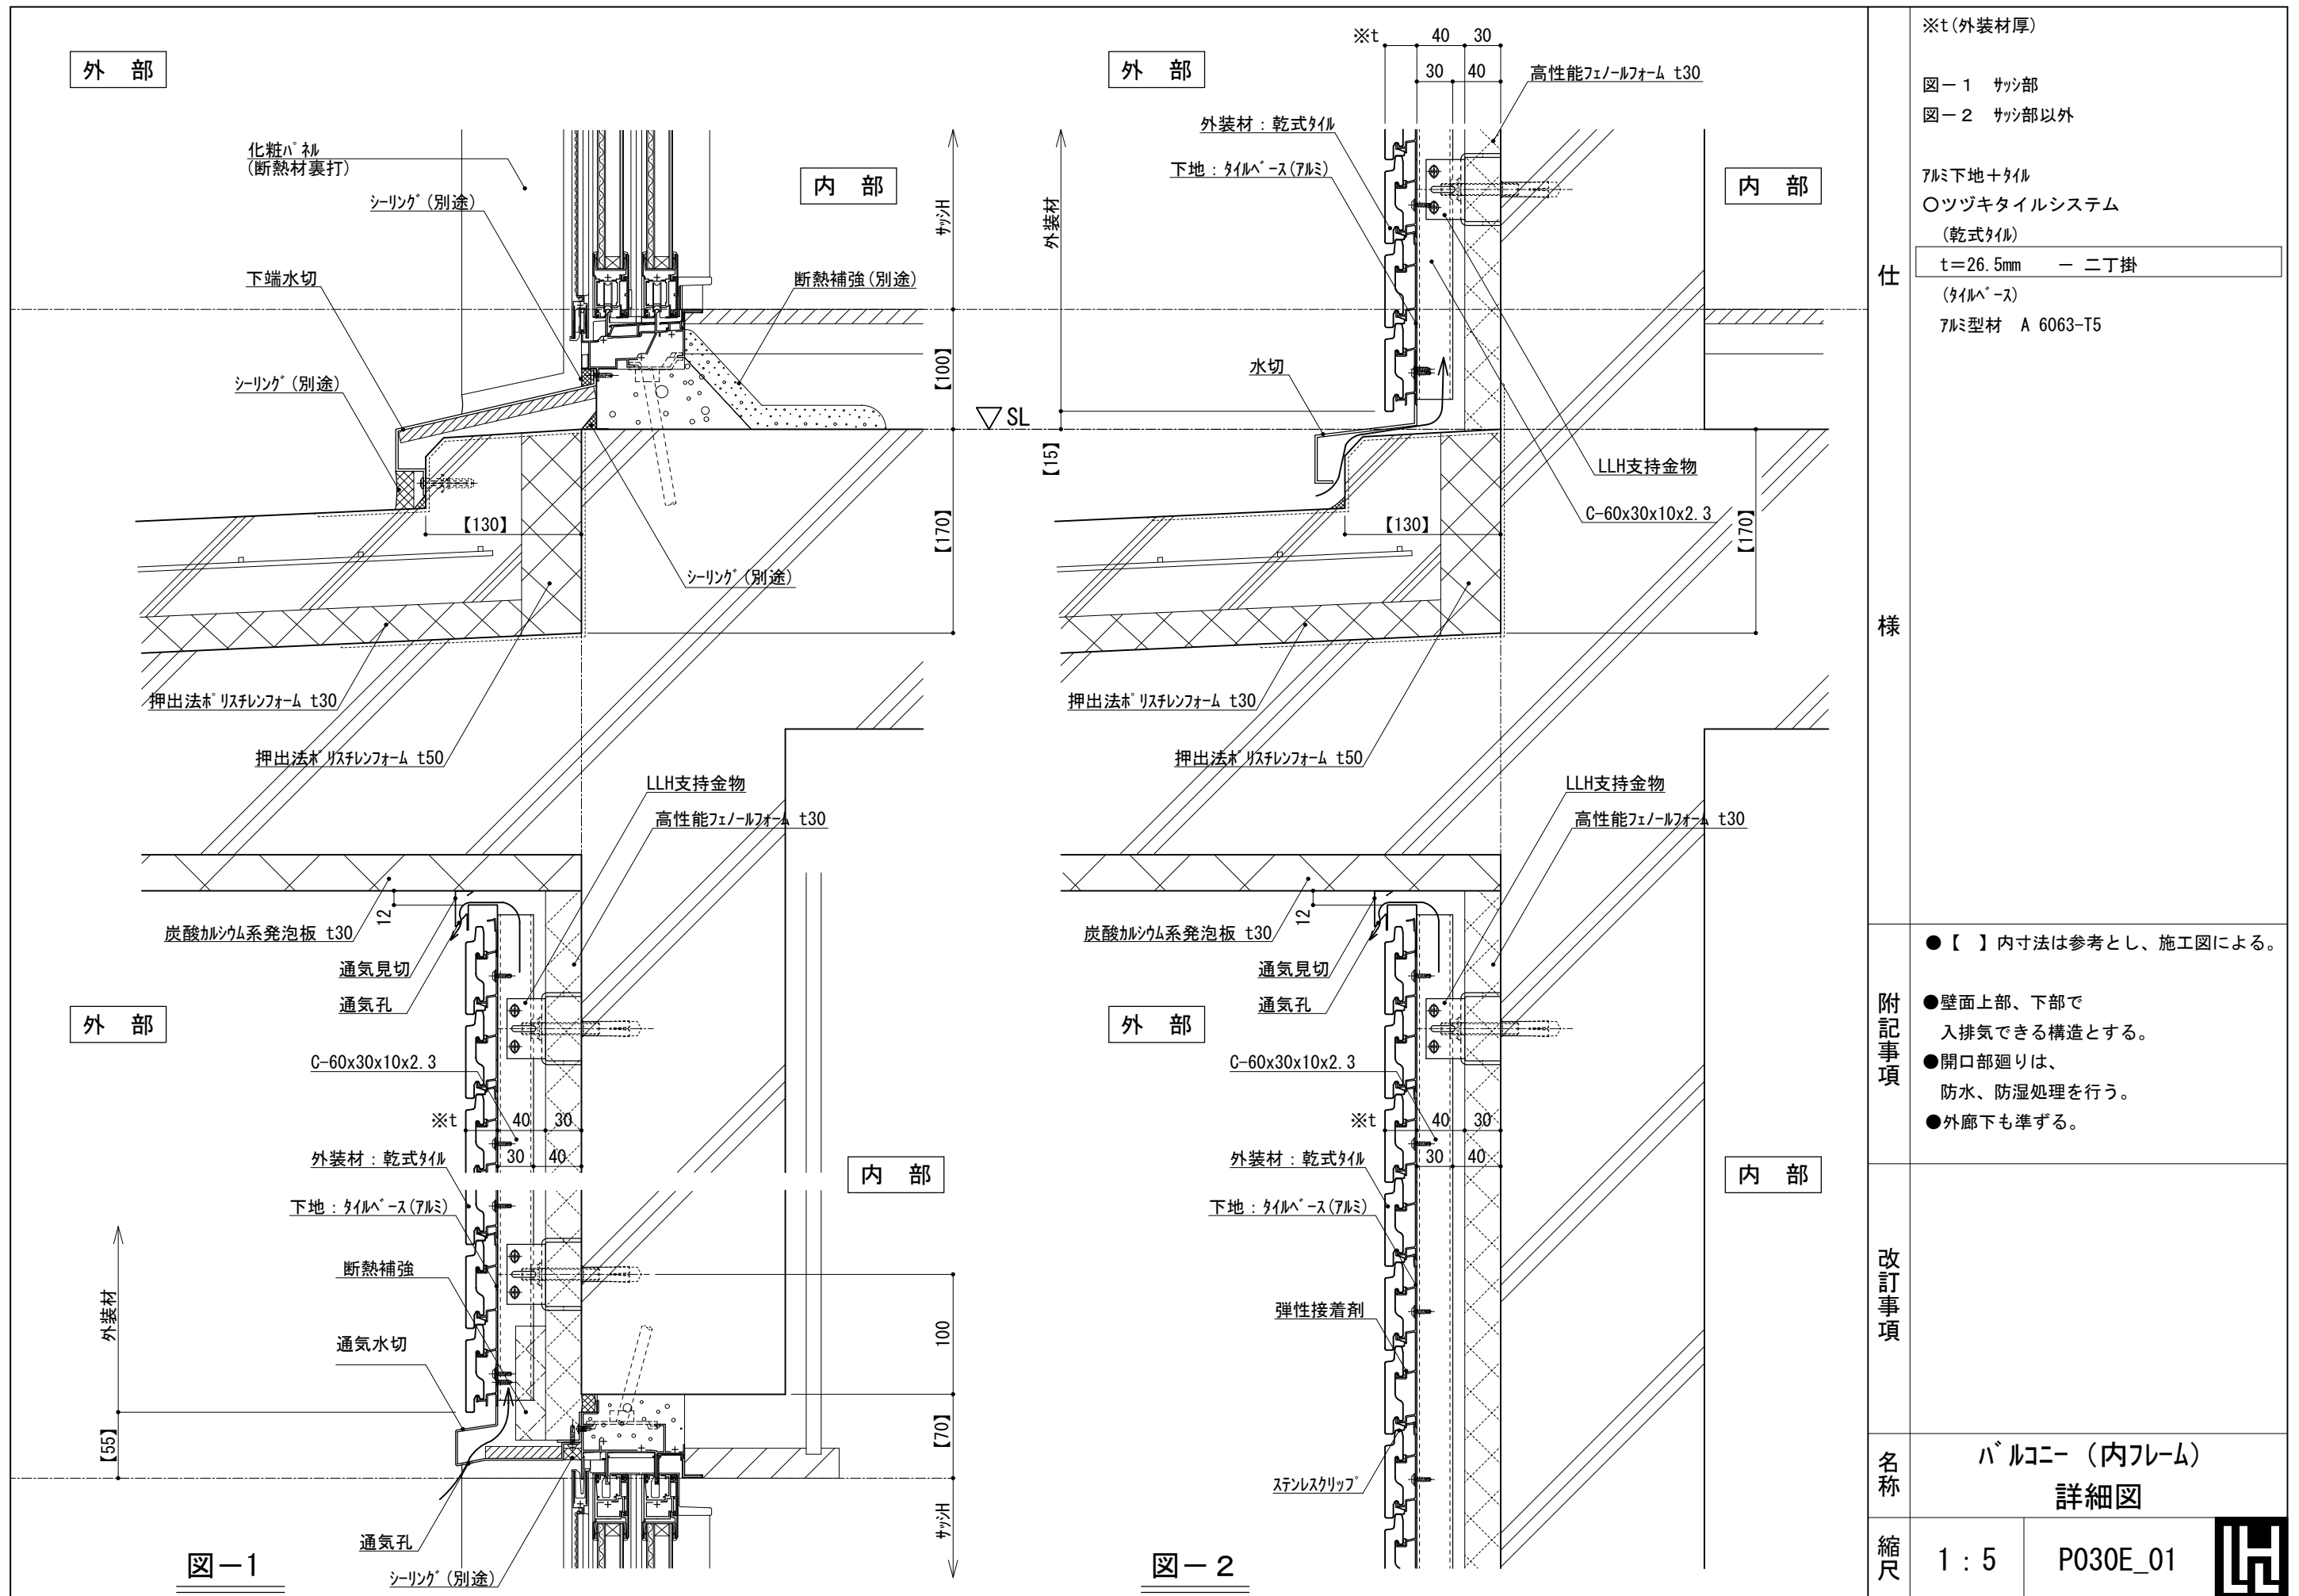 外　部
化粧パネル
(断熱材裏打)
シーリング(別途)
下端水切
シーリング(別途)
内　部
断熱補強(別途)
サッシH
【100】
【130】
【170】
シーリング(別途)
押出法ポリスチレンフォーム t30
押出法ポリスチレンフォーム t50
LLH支持金物
高性能フェノールフォーム t30
12
炭酸カルシウム系発泡板 t30
通気見切
通気孔
外　部
C-60x30x10x2.3
※t
40
30
30
40
外装材：乾式タイル
内　部
下地：タイルベース(アルミ)
断熱補強
外装材
通気水切
100
【55】
【70】
サッシH
通気孔
シーリング(別途)
図－1
※t
40
30
外　部
30
40
高性能フェノールフォーム t30
外装材：乾式タイル
下地：タイルベース(アルミ)
内　部
外装材
水切
▽SL
【15】
LLH支持金物
C-60x30x10x2.3
【130】
【170】
押出法ポリスチレンフォーム t30
押出法ポリスチレンフォーム t50
LLH支持金物
高性能フェノールフォーム t30
12
炭酸カルシウム系発泡板 t30
通気見切
通気孔
外　部
C-60x30x10x2.3
※t
40
30
30
40
外装材：乾式タイル
内　部
下地：タイルベース(アルミ)
弾性接着剤
ステンレスクリップ
図－２
仕様
※t(外装材厚)
図－１　サッシ部
図－２　サッシ部以外
アルミ下地＋タイル
○ツヅキタイルシステム
(乾式タイル)
t=26.5mm　－ 二丁掛
(タイルベース)
アルミ型材　A 6063-T5
附記事項
●【　】内寸法は参考とし、施工図による。
●壁面上部、下部で
入排気できる構造とする。
●開口部廻りは、
防水、防湿処理を行う。
●外廊下も準ずる。
改訂事項
名称
バルコニー（内フレーム）
詳細図
縮尺
1：5
P030E_01
LLH